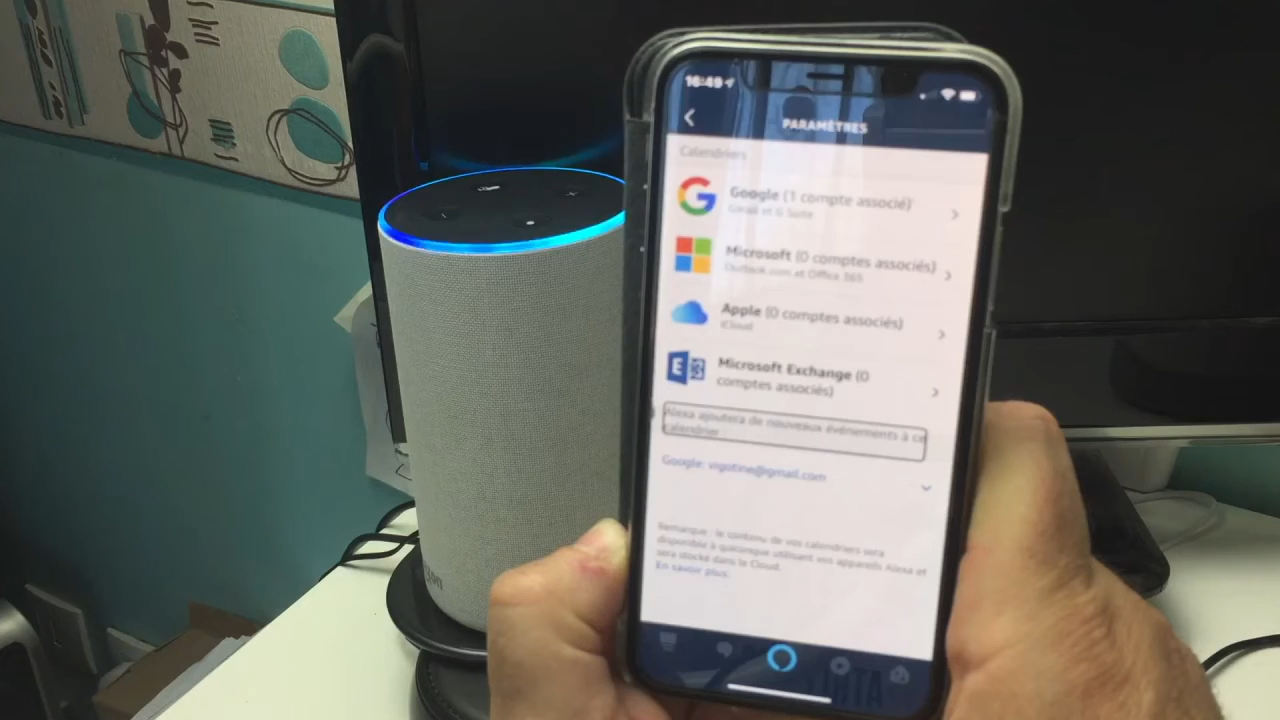 16:49
PARAMÈTRES
Calendriers
Google (1 compte associé)
Gmail et G Suite
Microsoft (0 comptes associés)
Outlook.com et Office 365
Apple (0 comptes associés)
iCloud
Microsoft Exchange (0
comptes associés)
Alexa ajoutera de nouveaux événements à ce
calendrier
Google: vigotine@gmail.com
Remarque : le contenu de vos calendriers sera
disponible à quiconque utilisant vos appareils Alexa et
sera stocké dans le Cloud.
En savoir plus.